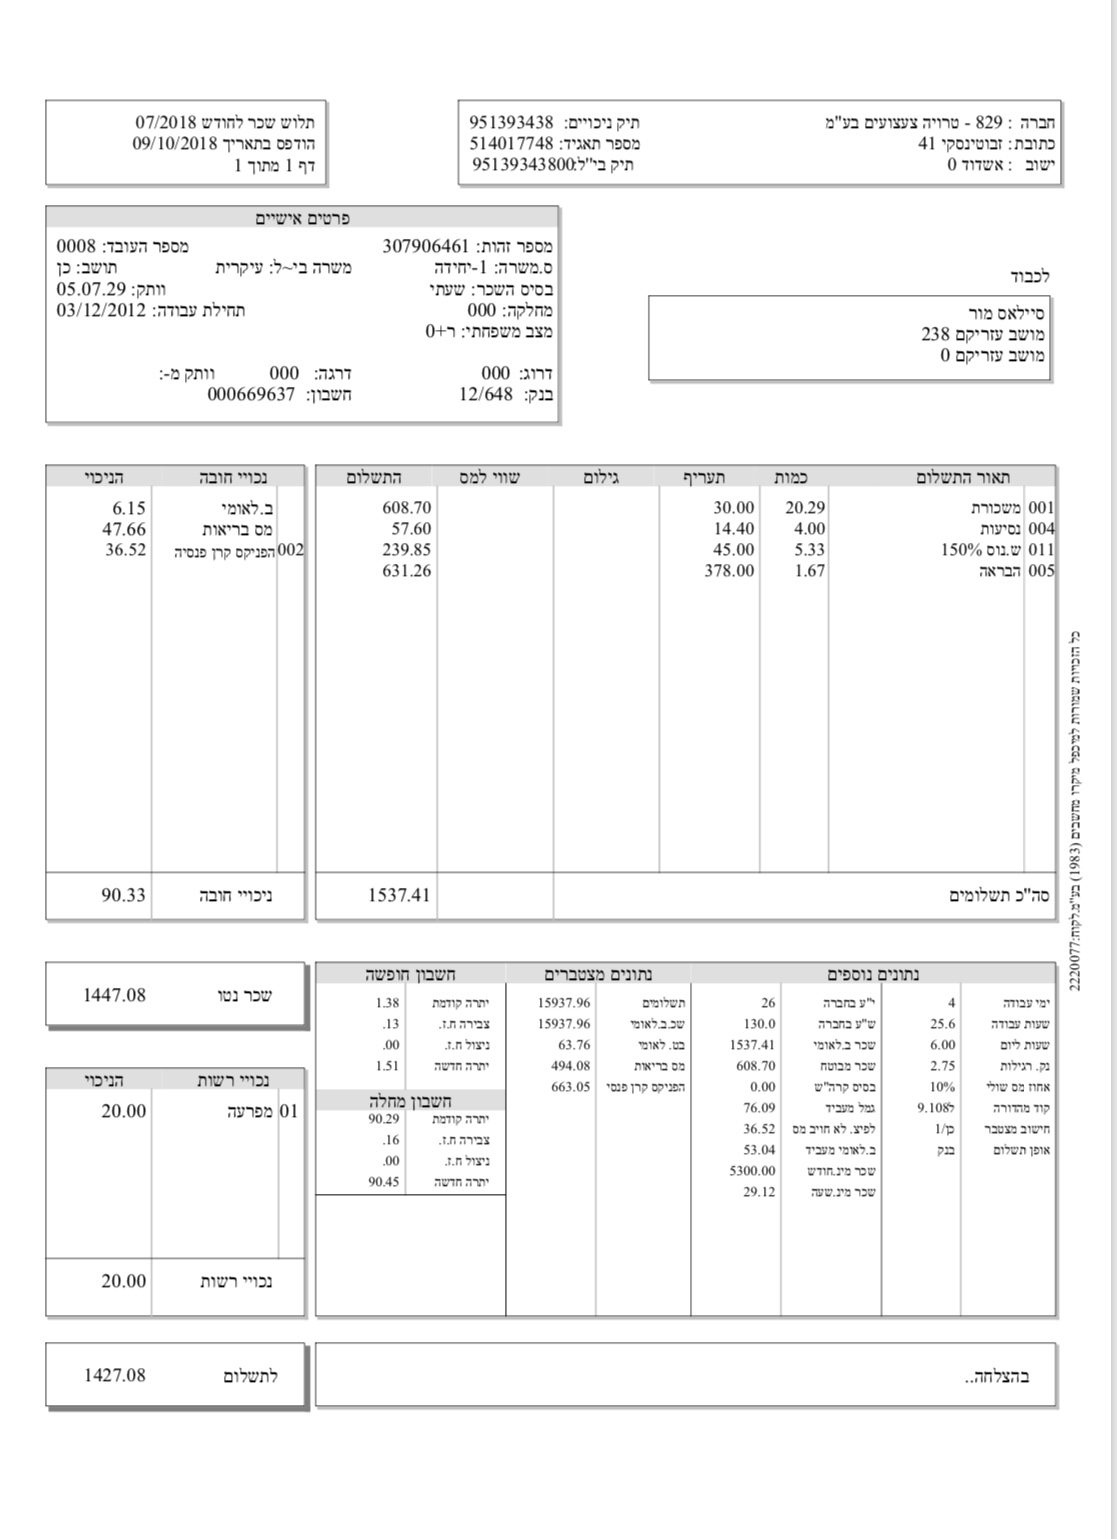 חברה : 829 - טרויה צעצועים בע"מ תיק ניכויים: 951393438
כתובת: זבוטינסקי 41 מספר תאגיד: 514017748
ישוב : אשדוד 0 תיק בי"ל:95139343800
תלוש שכר לחודש 07/2018
הודפס בתאריך 09/10/2018
דף 1 מתוך 1
פרטים אישיים
מספר זהות: 307906461 מספר העובד: 0008
ס.משרה: 1-יחידה משרה בי~ל: עיקרית תושב: כן
בסיס השכר: שעתי וותק: 05.07.29
מחלקה: 000 תחילת עבודה: 03/12/2012
מצב משפחתי: ר+0
דרוג: 000 דרגה: 000 וותק מ-:
בנק: 12/648 חשבון: 000669637
לכבוד
סיילאס מור
מושב עזריקם 238
מושב עזריקם 0
תאור התשלום כמות תעריף גילום שווי למס התשלום
001 משכורת 20.29 30.00 608.70
004 נסיעות 4.00 14.40 57.60
011 ש.נוס 150% 5.33 45.00 239.85
005 הבראה 1.67 378.00 631.26
סה"כ תשלומים 1537.41
נכויי חובה הניכוי
ב.לאומי 6.15
מס בריאות 47.66
002 הפניקס קרן פנסיה 36.52
ניכויי חובה 90.33
כל הזכויות שמורות למיכפל מיקרו מחשבים (1983) בע"מ.לקוח:2220077
נתונים נוספים
ימי עבודה 4 י"ע בחברה 26
שעות עבודה 25.6 ש"ע בחברה 130.0
שעות ליום 6.00 שכר ב.לאומי 1537.41
נק. רגילות 2.75 שכר מבוטח 608.70
אחוז מס שולי 10% בסיס קרה"ש 0.00
קוד מהדורה 9.108ל גמל מעביד 76.09
חישוב מצטבר כן/1 לפיצ. לא חויב מס 36.52
אופן תשלום בנק ב.לאומי מעביד 53.04
שכר מינ.חודש 5300.00
שכר מינ.שעה 29.12
נתונים מצטברים
תשלומים 15937.96
שכ.ב.לאומי 15937.96
בט. לאומי 63.76
מס בריאות 494.08
הפניקס קרן פנסי 663.05
חשבון חופשה
יתרה קודמת 1.38
צבירה ח.ז. .13
ניצול ח.ז. .00
יתרה חדשה 1.51
חשבון מחלה
יתרה קודמת 90.29
צבירה ח.ז. .16
ניצול ח.ז. .00
יתרה חדשה 90.45
שכר נטו 1447.08
נכויי רשות הניכוי
01 מפרעה 20.00
נכויי רשות 20.00
בהצלחה..
לתשלום 1427.08